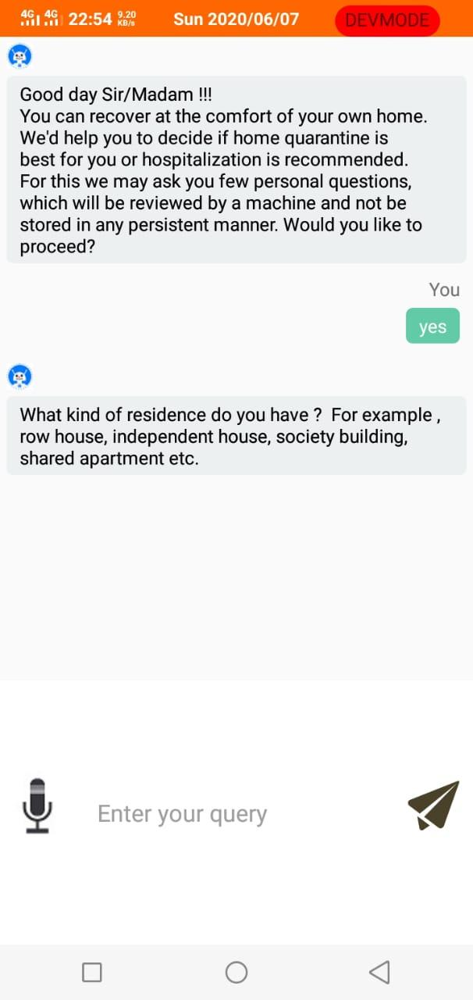 4G 4G 22:54 9.20 KB/s Sun 2020/06/07 DEVMODE
Good day Sir/Madam !!!
You can recover at the comfort of your own home.
We'd help you to decide if home quarantine is
best for you or hospitalization is recommended.
For this we may ask you few personal questions,
which will be reviewed by a machine and not be
stored in any persistent manner. Would you like to
proceed?
You
yes
What kind of residence do you have ?  For example ,
row house, independent house, society building,
shared apartment etc.
Enter your query